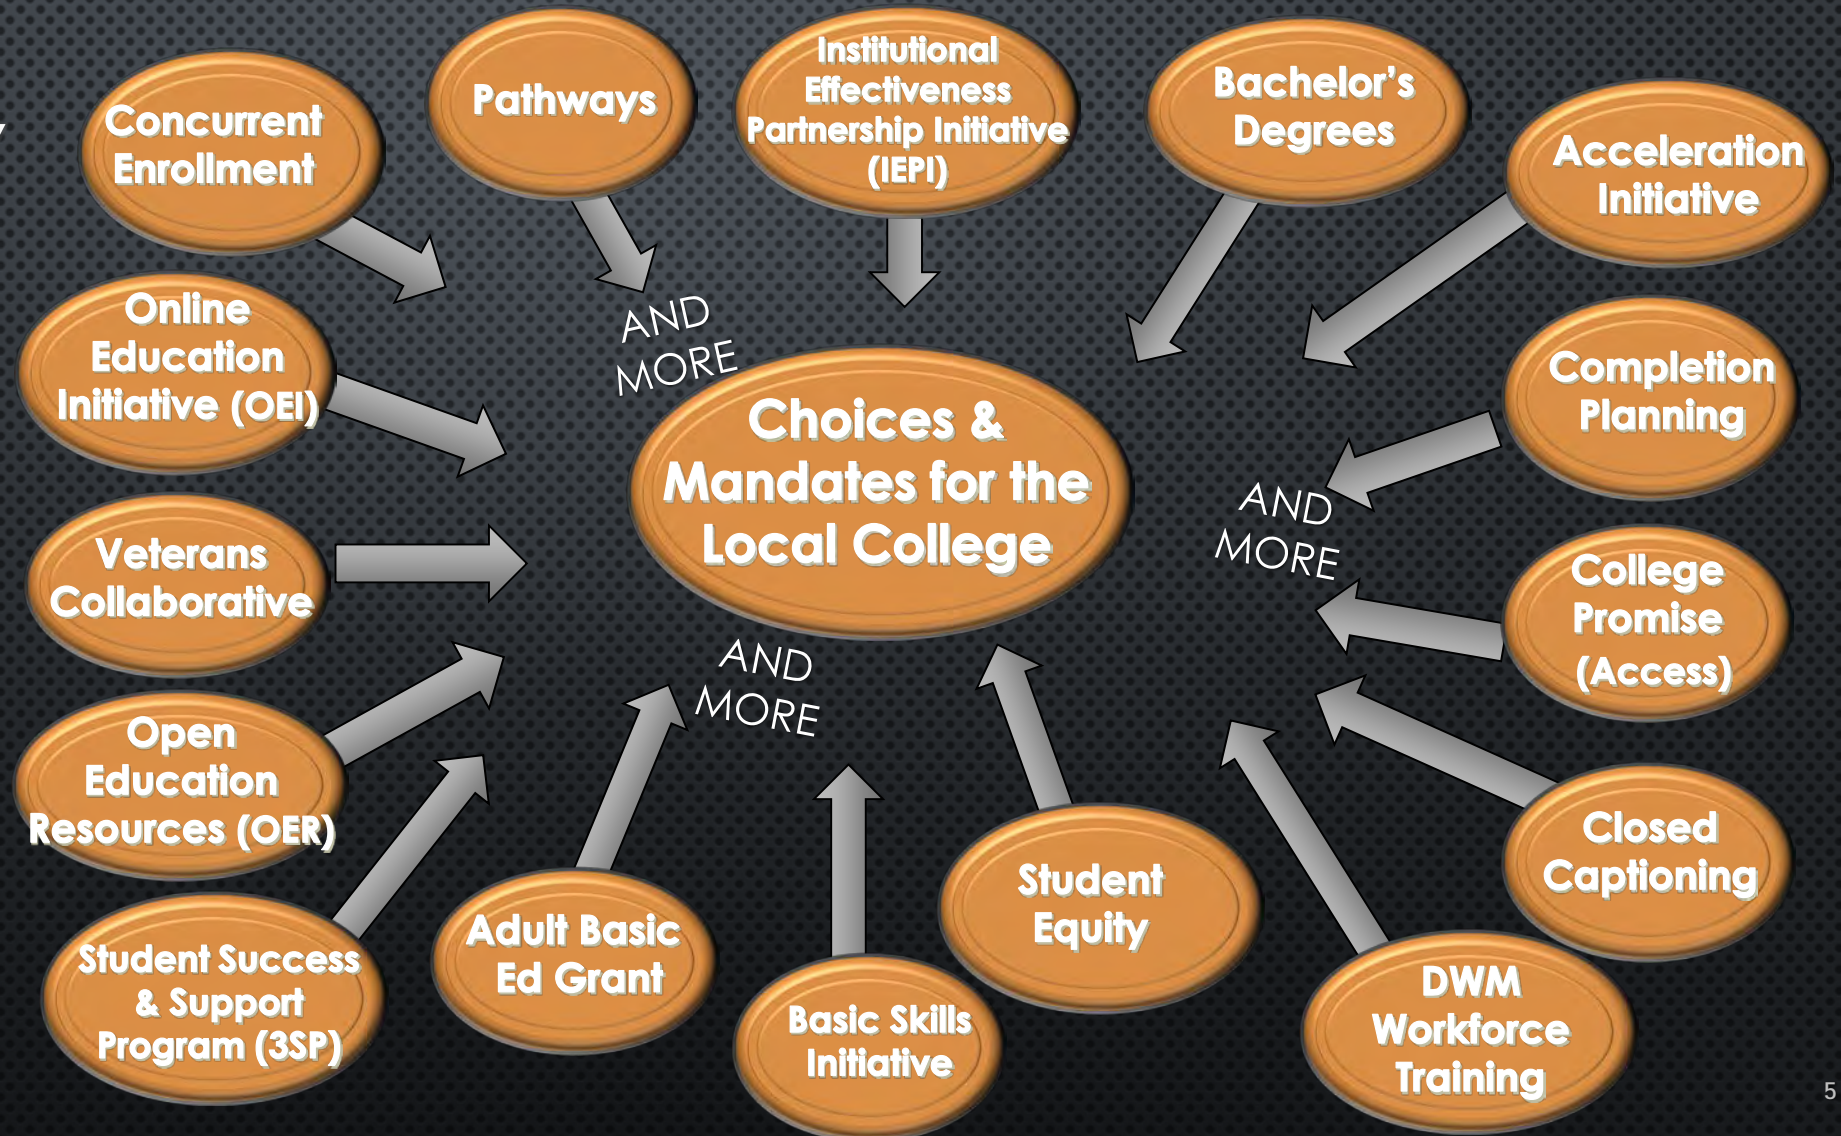 Concurrent
Enrollment
Pathways
Institutional
Effectiveness
Partnership Initiative
(IEPI)
Bachelor’s
Degrees
Acceleration
Initiative
Online
Education
Initiative (OEI)
AND
MORE
Choices &
Mandates for the
Local College
Completion
Planning
AND
MORE
Veterans
Collaborative
College
Promise
(Access)
AND
MORE
Open
Education
Resources (OER)
Closed
Captioning
Student Success
& Support
Program (3SP)
Adult Basic
Ed Grant
Basic Skills
Initiative
Student
Equity
DWM
Workforce
Training
5